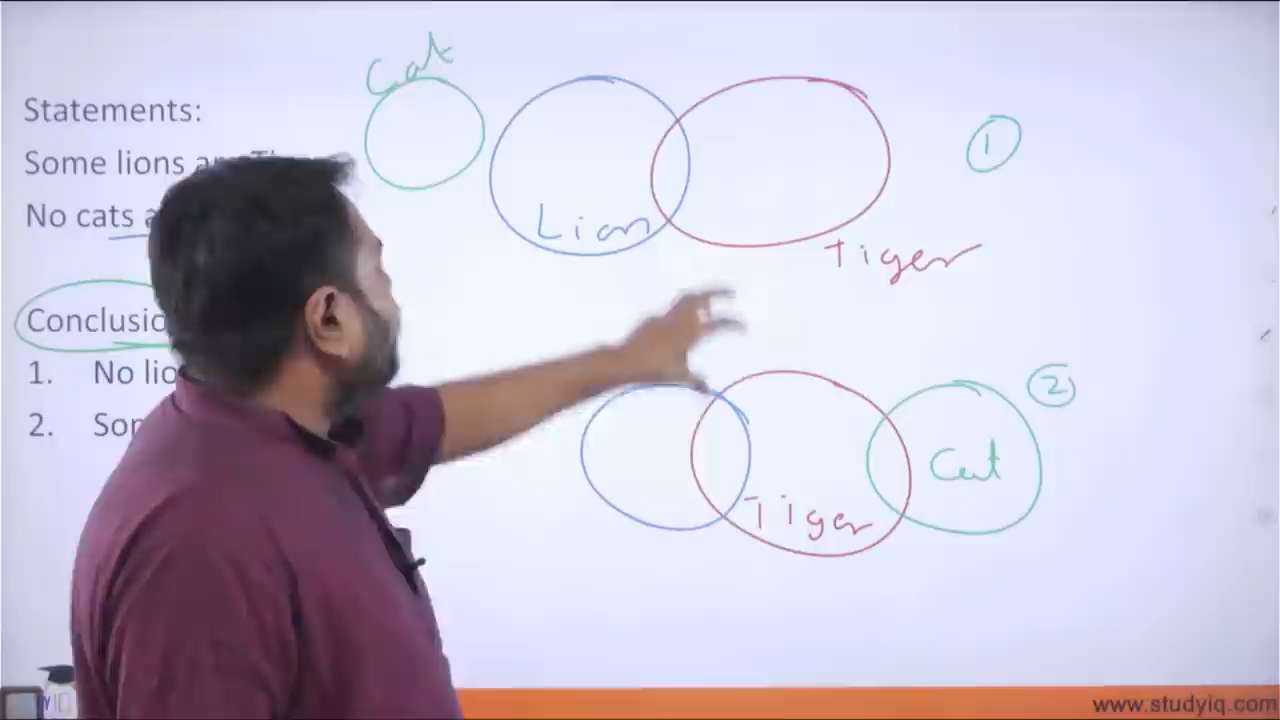 Cat
Statements:
Some lions are
No cats
Lion
Tiger
1
Conclusio
1. No lio
2.
2
Tiger
Cat
www.studyiq.com